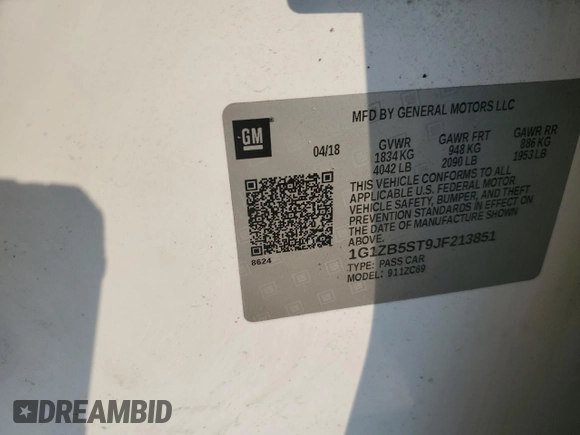 MFD BY GENERAL MOTORS LLC
GM
04/18 GVWR GAWR FRT GAWR RR
1834 KG 948 KG 886 KG
4042 LB 2090 LB 1953 LB
THIS VEHICLE CONFORMS TO ALL
APPLICABLE U.S. FEDERAL MOTOR
VEHICLE SAFETY, BUMPER, AND THEFT
PREVENTION STANDARDS IN EFFECT ON
THE DATE OF MANUFACTURE SHOWN
ABOVE.
1G1ZB5ST9JF213851
TYPE: PASS CAR
MODEL: 911ZC69
8624
DREAMBID